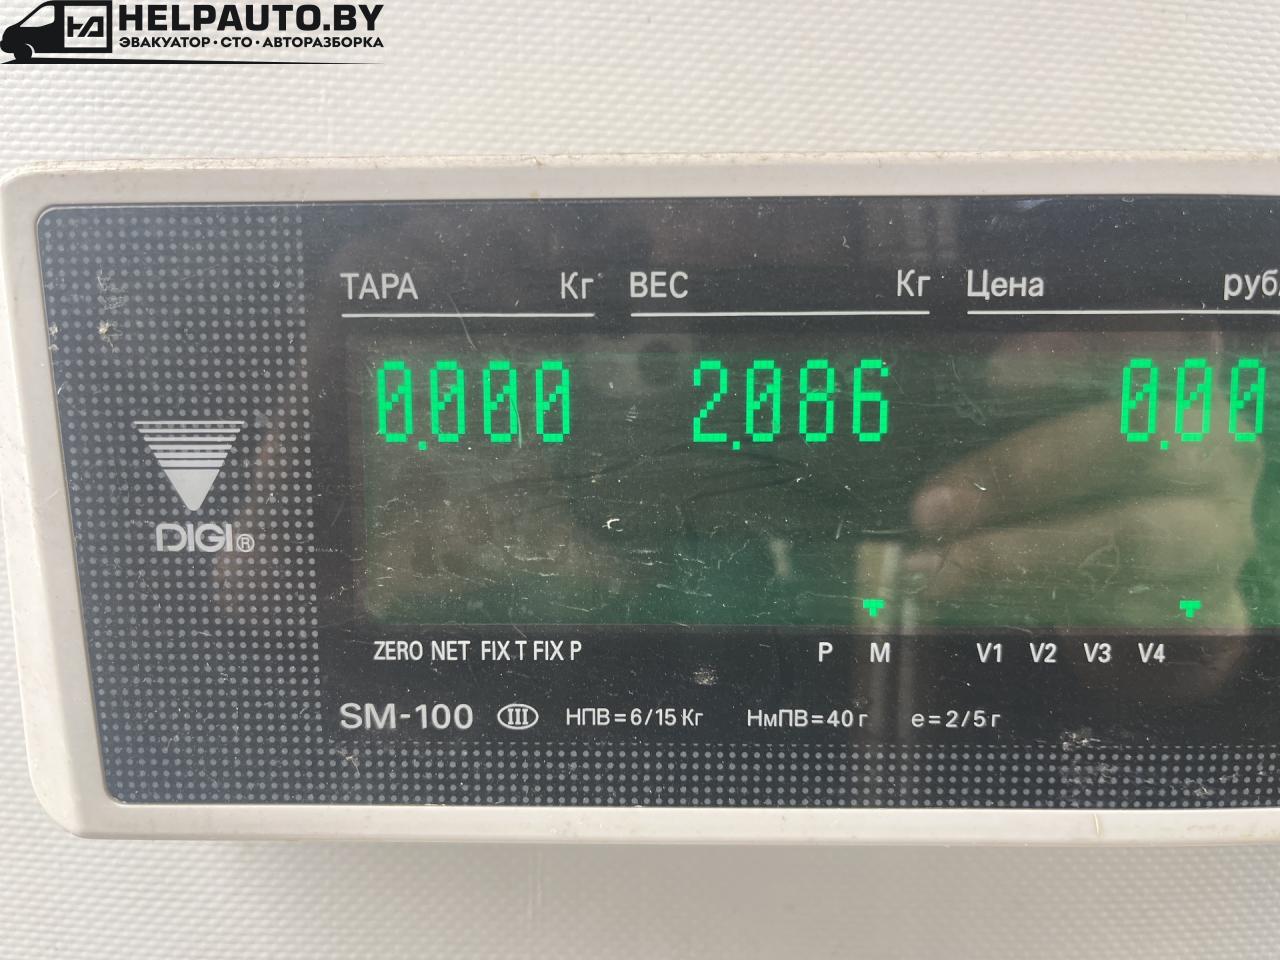 HELPAUTO.BY
ЭВАКУАТОР·СТО·АВТОРАЗБОРКА
ТАРА Кг ВЕС Кг Цена
0.000 2.086 0.00
DIGI®
ZERO NET FIX T FIX P P M V1 V2 V3 V4
SM-100 III НПВ=6/15 Кг НмПВ=40 г e=2/5 г